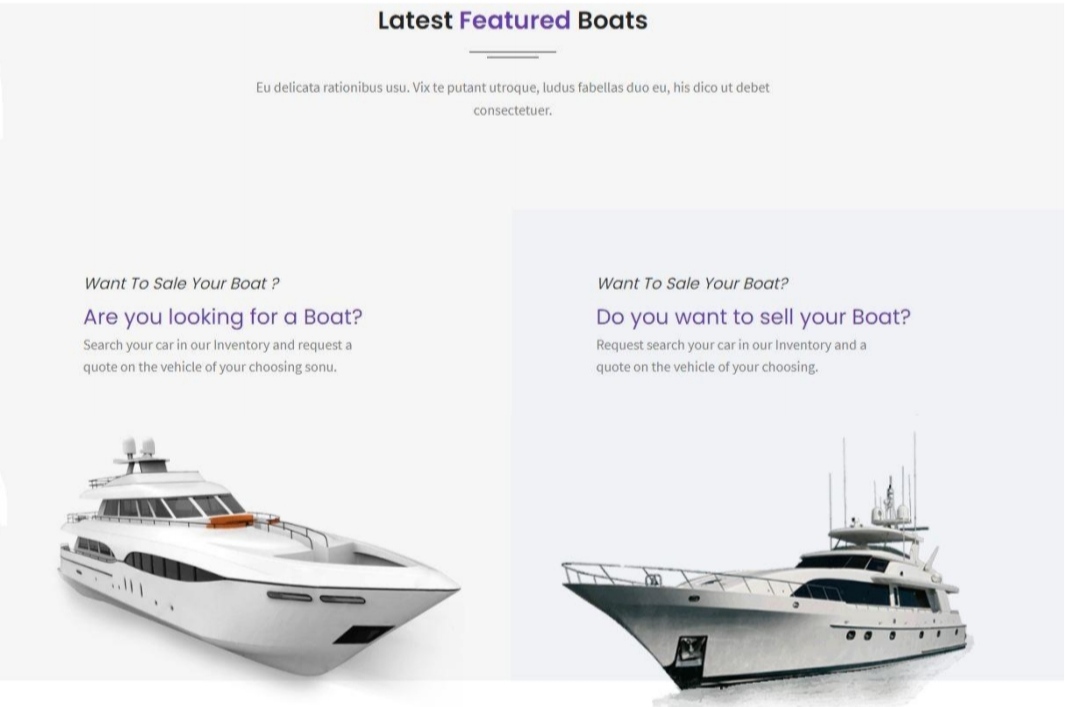 Latest Featured Boats
Eu delicata rationibus usu. Vix te putant utroque, ludus fabellas duo eu, his dico ut debet
consectetuer.
Want To Sale Your Boat ?
Are you looking for a Boat?
Search your car in our Inventory and request a
quote on the vehicle of your choosing sonu.
Want To Sale Your Boat?
Do you want to sell your Boat?
Request search your car in our Inventory and a
quote on the vehicle of your choosing.